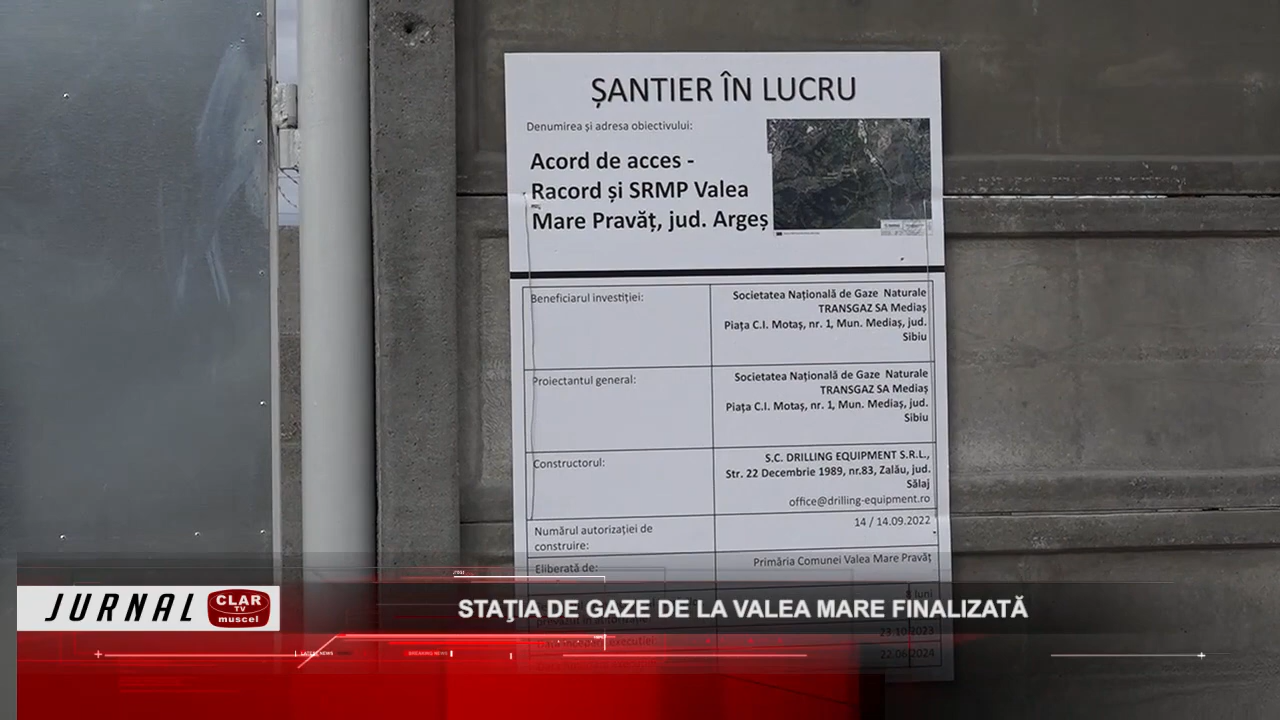 ȘANTIER ÎN LUCRU
Denumirea și adresa obiectivului:
Acord de acces -
Racord și SRMP Valea
Mare Pravăț, jud. Argeș
Beneficiarul investiției:
Societatea Națională de Gaze Naturale
TRANSGAZ SA Mediaș
Piața C.I. Motaș, nr. 1, Mun. Mediaș, jud.
Sibiu
Proiectantul general:
Societatea Națională de Gaze Naturale
TRANSGAZ SA Mediaș
Piața C.I. Motaș, nr. 1, Mun. Mediaș, jud.
Sibiu
Constructorul:
S.C. DRILLING EQUIPMENT S.R.L.,
Str. 22 Decembrie 1989, nr.83, Zalău, jud.
Sălaj
office@drilling-equipment.ro
Numărul autorizației de
construire:
14 / 14.09.2022
Eliberată de:
Primăria Comunei Valea Mare Pravăț
luni
23.10.2023
22.06.2024
JURNAL
CLAR
TV
muscel
STAŢIA DE GAZE DE LA VALEA MARE FINALIZATĂ
LATEST NEWS
BREAKING NEWS